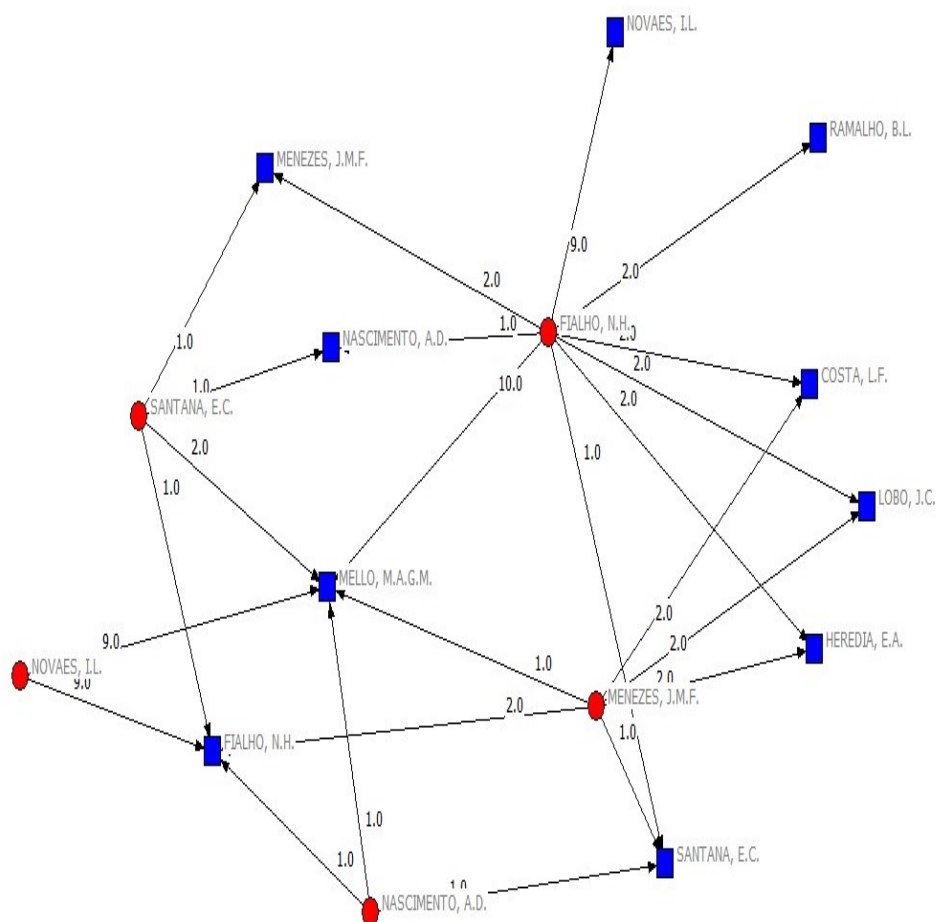 NOVAES, I.L.
RAMALHO, B.L.
MENEZES, J.M.F.
9.0
2.0
2.0
NASCIMENTO, A.D.
1.0
FIALHO, N.H.
2.0
1.0
2.0
COSTA, L.F.
1.0
10.0
2.0
SANTANA, E.C.
2.0
1.0
1.0
LOBO, J.C.
MELLO, M.A.G.M.
2.0
9.0
2.0
HEREDIA, E.A.
1.0
NOVAES, I.L.
9.0
2.0
MENEZES, J.M.F.
2.0
1.0
FIALHO, N.H.
1.0
1.0
SANTANA, E.C.
1.0
NASCIMENTO, A.D.